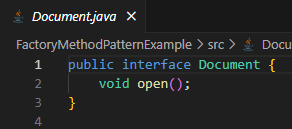 Document.java ×
FactoryMethodPatternExample > src > Docu
1 public interface Document {
2 void open();
3 }
4